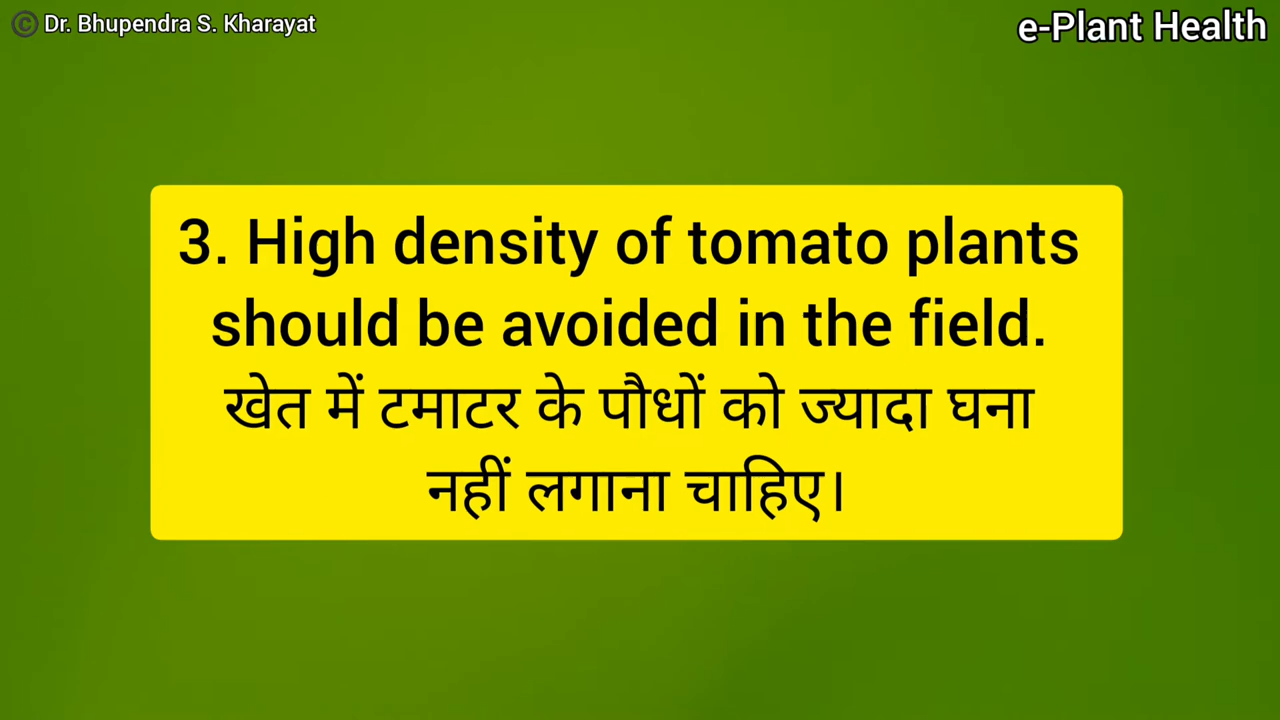 © Dr. Bhupendra S. Kharayat
e-Plant Health
3. High density of tomato plants
should be avoided in the field.
खेत में टमाटर के पौधों को ज्यादा घना
नहीं लगाना चाहिए।